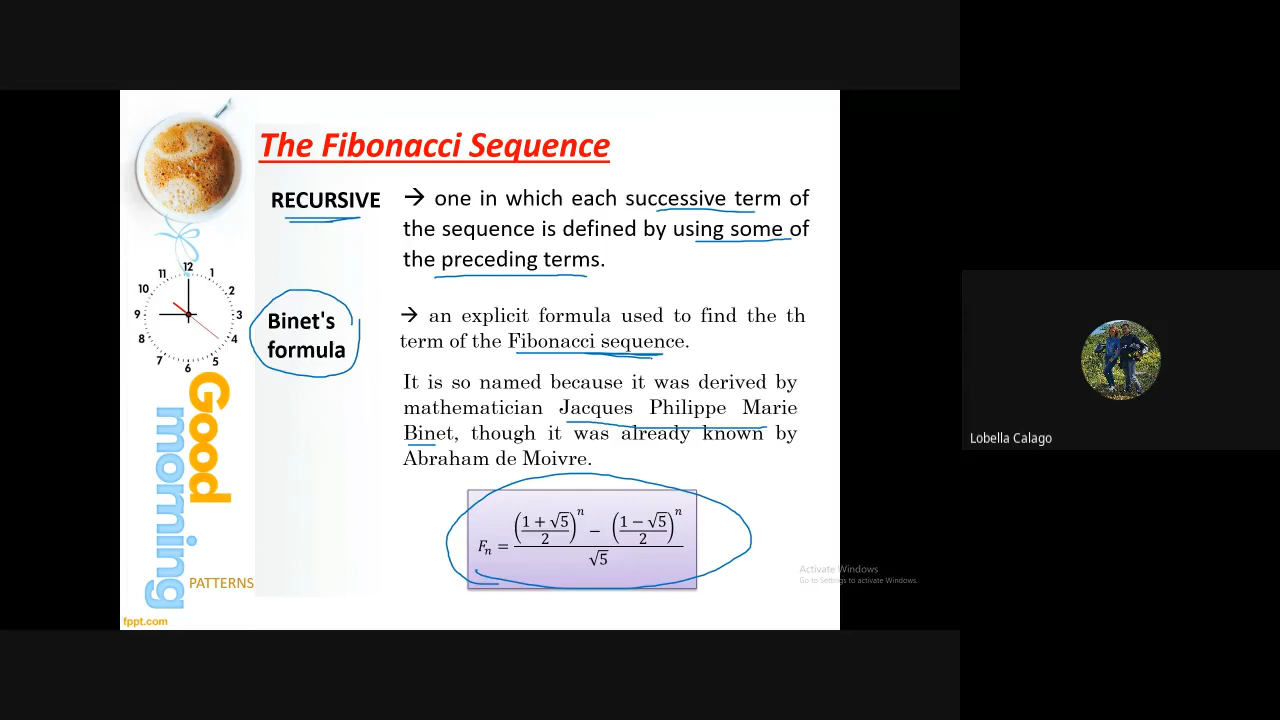 The Fibonacci Sequence
RECURSIVE
→ one in which each successive term of
the sequence is defined by using some of
the preceding terms.
12
1
2
3
4
5
6
7
8
9
10
11
Binet's
formula
→ an explicit formula used to find the th
term of the Fibonacci sequence.
It is so named because it was derived by
mathematician Jacques Philippe Marie
Binet, though it was already known by
Abraham de Moivre.
Fₙ = (((1 + √5)/2)ⁿ − ((1 − √5)/2)ⁿ)/√5
Good
morning
PATTERNS
fppt.com
Activate Windows
Go to Settings to activate Windows.
Lobella Calago